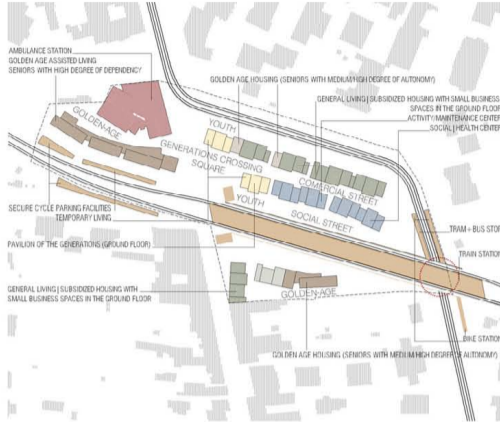 AMBULANCE STATION
GOLDEN AGE ASSISTED LIVING
SENIORS WITH HIGH DEGREE OF DEPENDENCY
GOLDEN AGE HOUSING (SENIORS WITH MEDIUM/HIGH DEGREE OF AUTONOMY)
GENERAL LIVING | SUBSIDIZED HOUSING WITH SMALL BUSINESS
SPACES IN THE GROUND FLOOR
ACTIVITY/MAINTENANCE CENTER
SOCIAL | HEALTH CENTER
GOLDEN-AGE
YOUTH
GENERATIONS CROSSING
SQUARE
COMERCIAL STREET
YOUTH
SOCIAL STREET
SECURE CYCLE PARKING FACILITIES
TEMPORARY LIVING
TRAM + BUS STOP
PAVILION OF THE GENERATIONS (GROUND FLOOR)
TRAIN STATION
GENERAL LIVING | SUBSIDIZED HOUSING WITH
SMALL BUSINESS SPACES IN THE GROUND FLOOR
GOLDEN-AGE
BIKE STATION
GOLDEN AGE HOUSING (SENIORS WITH MEDIUM/HIGH DEGREE OF AUTONOMY)